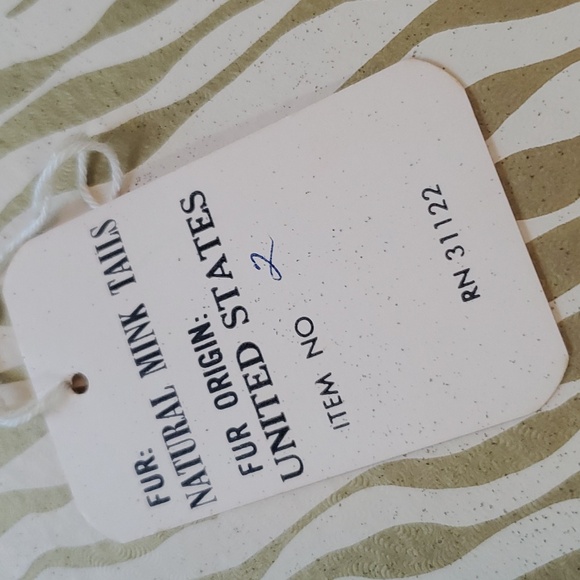 FUR:
NATURAL MINK TAILS
FUR ORIGIN:
UNITED STATES
ITEM NO 2
RN 31122